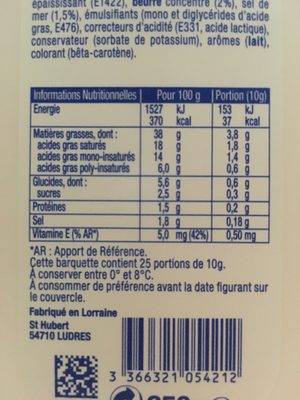 épaississant (E1422), beurre concentré (2%), sel de
mer (1,5%), émulsifiants (mono et diglycérides d'acide
gras, E476), correcteurs d'acidité (E331, acide lactique),
conservateur (sorbate de potassium), arômes (lait),
colorant (bêta-carotène).
Informations Nutritionnelles Pour 100 g Portion (10g)
Energie 1527 kJ 153 kJ
370 kcal 37 kcal
Matières grasses, dont : 38 g 3,8 g
acides gras saturés 18 g 1,8 g
acides gras mono-insaturés 14 g 1,4 g
acides gras poly-insaturés 6,0 g 0,6 g
Glucides, dont : 5,6 g 0,6 g
sucres 2,5 g 0,3 g
Protéines 1,5 g 0,2 g
Sel 1,8 g 0,18 g
Vitamine E (% AR*) 5,0 mg (42%) 0,50 mg
*AR : Apport de Référence.
Cette barquette contient 25 portions de 10g.
A conserver entre 0° et 8°C.
A consommer de préférence avant la date figurant sur
le couvercle.
Fabriqué en Lorraine
St Hubert
54710 LUDRES
3 366321 054212